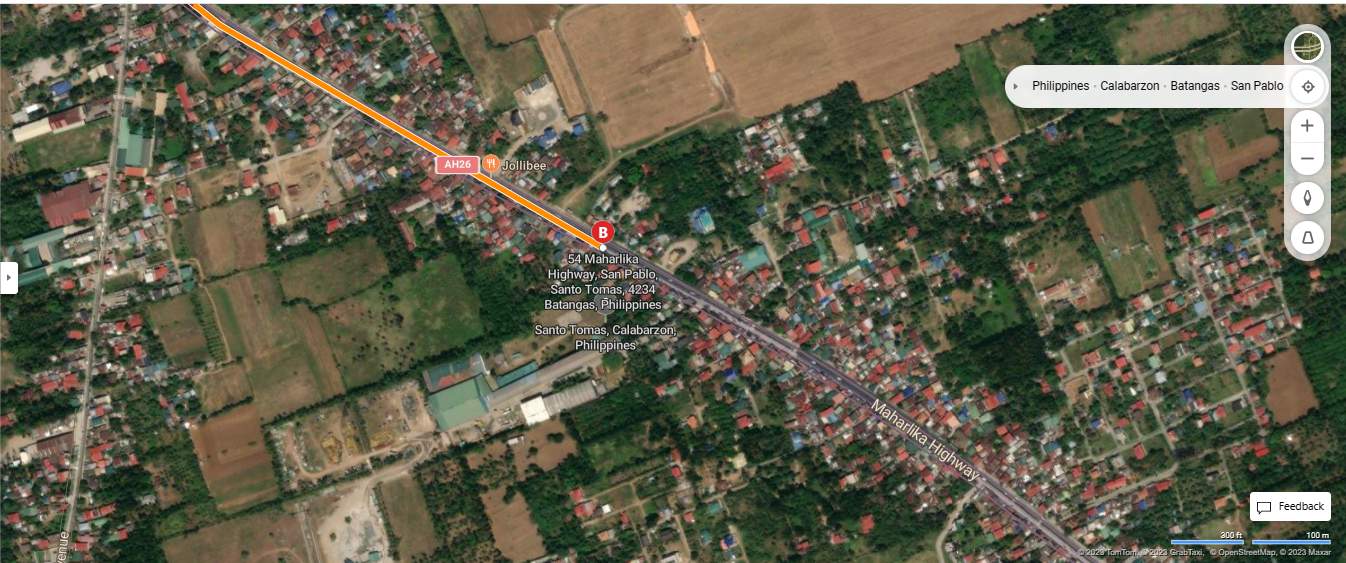 Philippines · Calabarzon · Batangas · San Pablo
AH26
Jollibee
B
54 Maharlika
Highway, San Pablo,
Santo Tomas, 4234
Batangas, Philippines
Santo Tomas, Calabarzon,
Philippines
Maharlika Highway
venue
Feedback
300 ft
100 m
© 2023 TomTom, © 2023 GrabTaxi, © OpenStreetMap, © 2023 Maxar